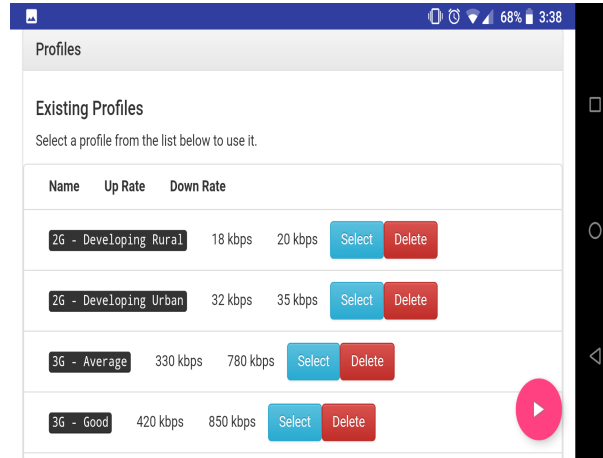 68% 3:38
Profiles
Existing Profiles
Select a profile from the list below to use it.
Name Up Rate Down Rate
2G - Developing Rural 18 kbps 20 kbps Select Delete
2G - Developing Urban 32 kbps 35 kbps Select Delete
3G - Average 330 kbps 780 kbps Select Delete
3G - Good 420 kbps 850 kbps Select Delete